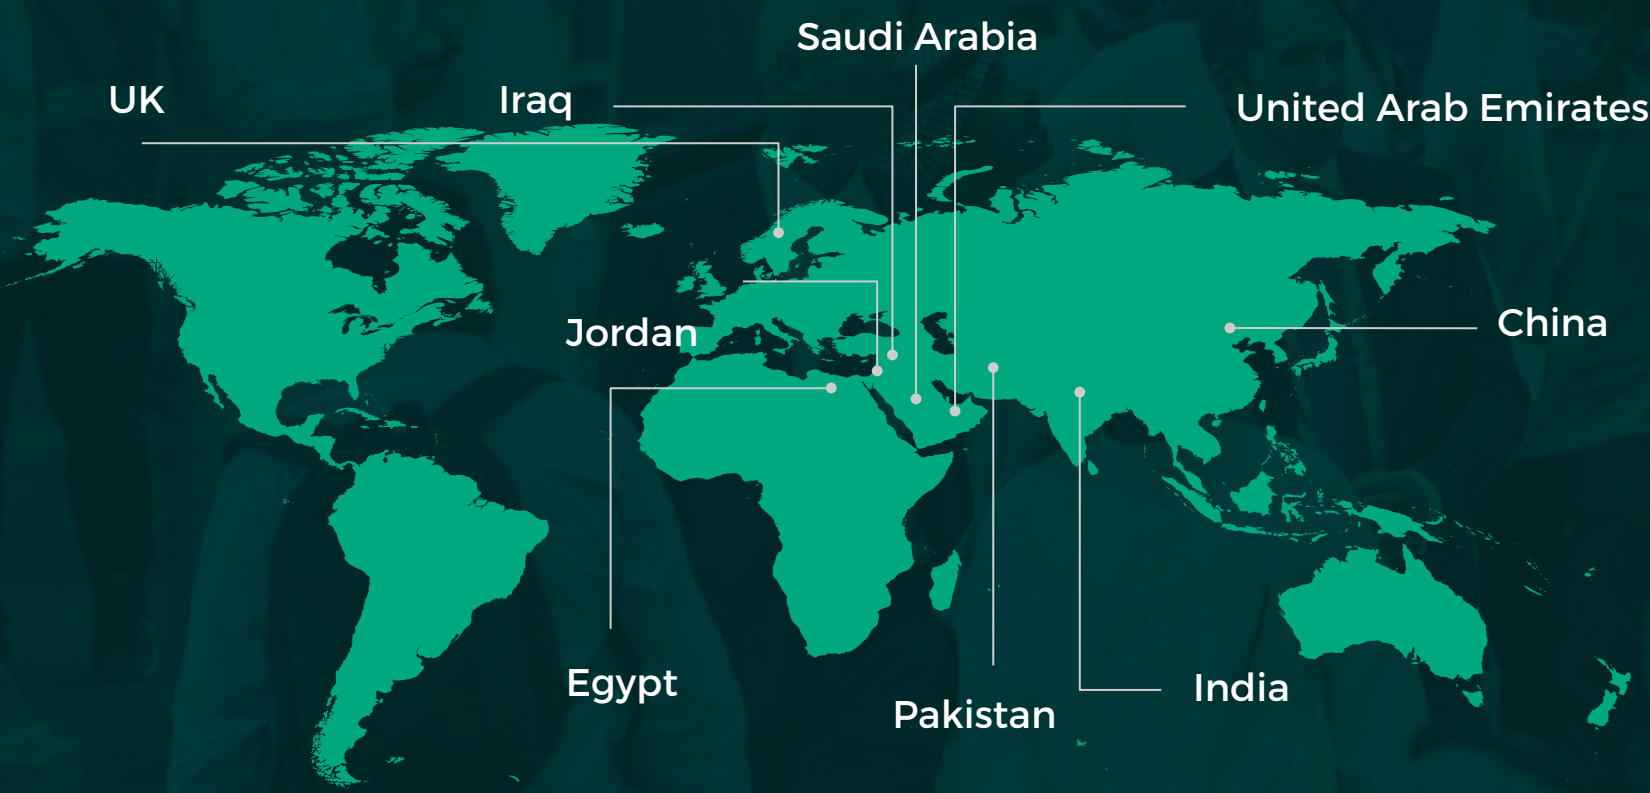 Saudi Arabia
UK
Iraq
United Arab Emirates
Jordan
China
Egypt
Pakistan
India